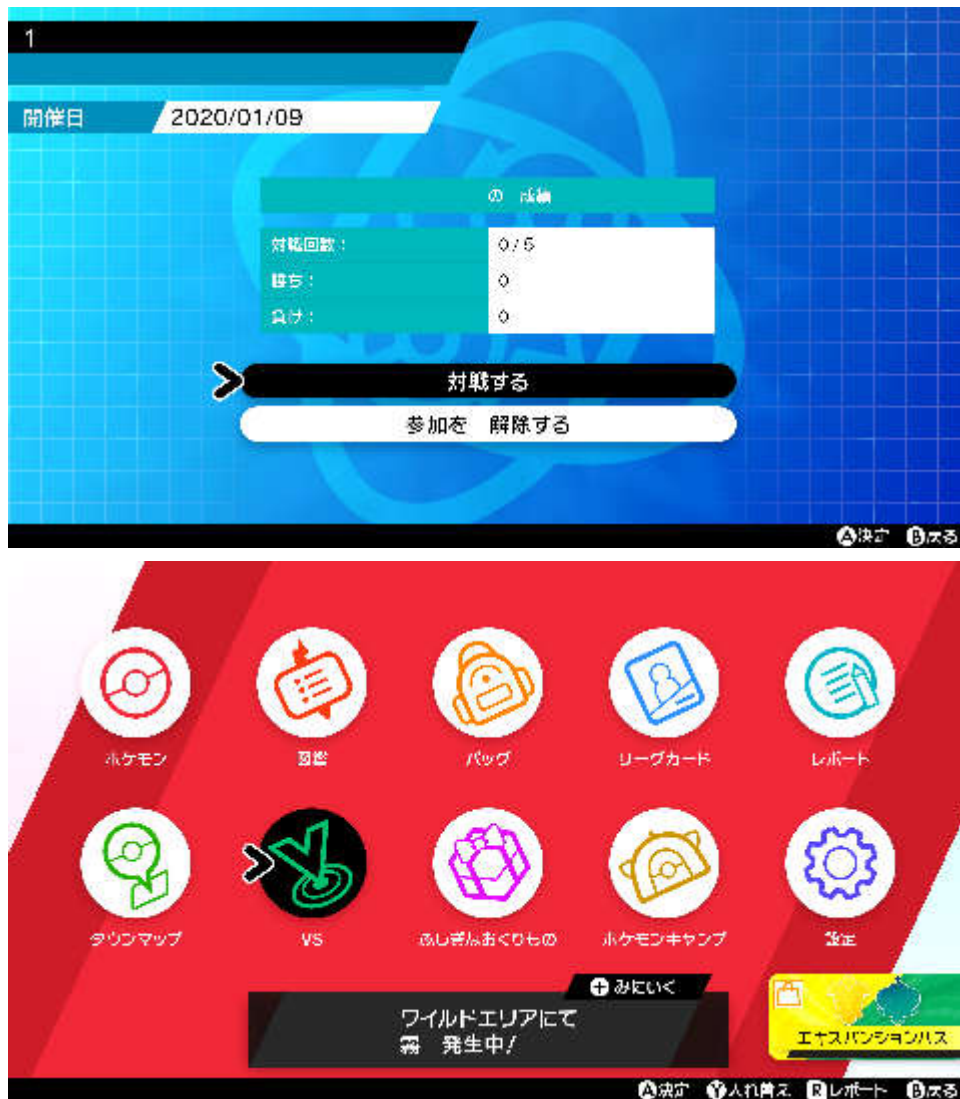 1
開催日 2020/01/09
の 成績
対戦回数： 0/5
勝ち： 0
負け： 0
対戦する
参加を 解除する
A決定 B戻る
ポケモン 図鑑 バッグ リーグカード レポート
タウンマップ VS ふしぎなおくりもの ポケモンキャンプ 設定
+みにいく
ワイルドエリアにて
霧 発生中！
エキスパンションパス
A決定 Y入れ替え Rレポート B戻る